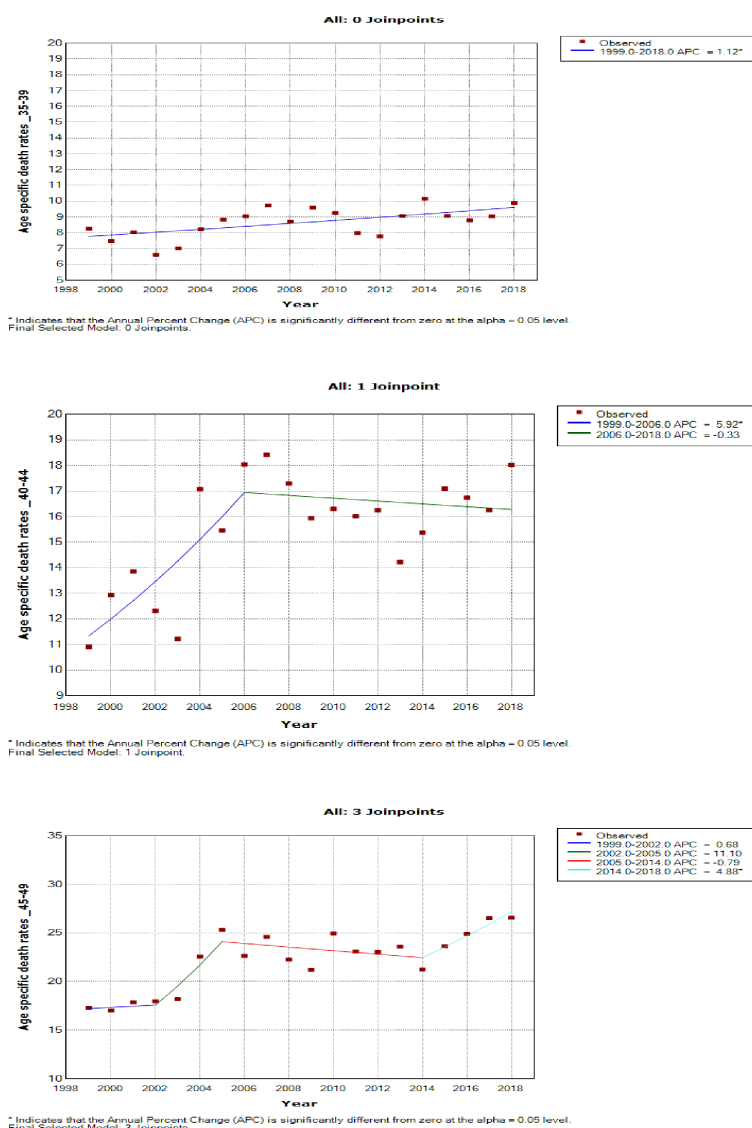 All: 0 Joinpoints
Observed
1999.0-2018.0 APC = 1.12*
20
19
18
17
16
15
14
13
12
11
10
9
8
7
6
5
Age specific death rates _35-39
1998 2000 2002 2004 2006 2008 2010 2012 2014 2016 2018
Year
* Indicates that the Annual Percent Change (APC) is significantly different from zero at the alpha = 0.05 level.
Final Selected Model: 0 Joinpoints.
All: 1 Joinpoint
Observed
1999.0-2006.0 APC = 5.92*
2006.0-2018.0 APC = -0.33
20
19
18
17
16
15
14
13
12
11
10
9
Age specific death rates _40-44
1998 2000 2002 2004 2006 2008 2010 2012 2014 2016 2018
Year
* Indicates that the Annual Percent Change (APC) is significantly different from zero at the alpha = 0.05 level.
Final Selected Model: 1 Joinpoint.
All: 3 Joinpoints
Observed
1999.0-2002.0 APC = 0.68
2002.0-2005.0 APC = 11.10
2005.0-2014.0 APC = -0.79
2014.0-2018.0 APC = 4.88*
35
30
25
20
15
10
Age specific death rates _45-49
1998 2000 2002 2004 2006 2008 2010 2012 2014 2016 2018
Year
* Indicates that the Annual Percent Change (APC) is significantly different from zero at the alpha = 0.05 level.
Final Selected Model: 3 Joinpoints.